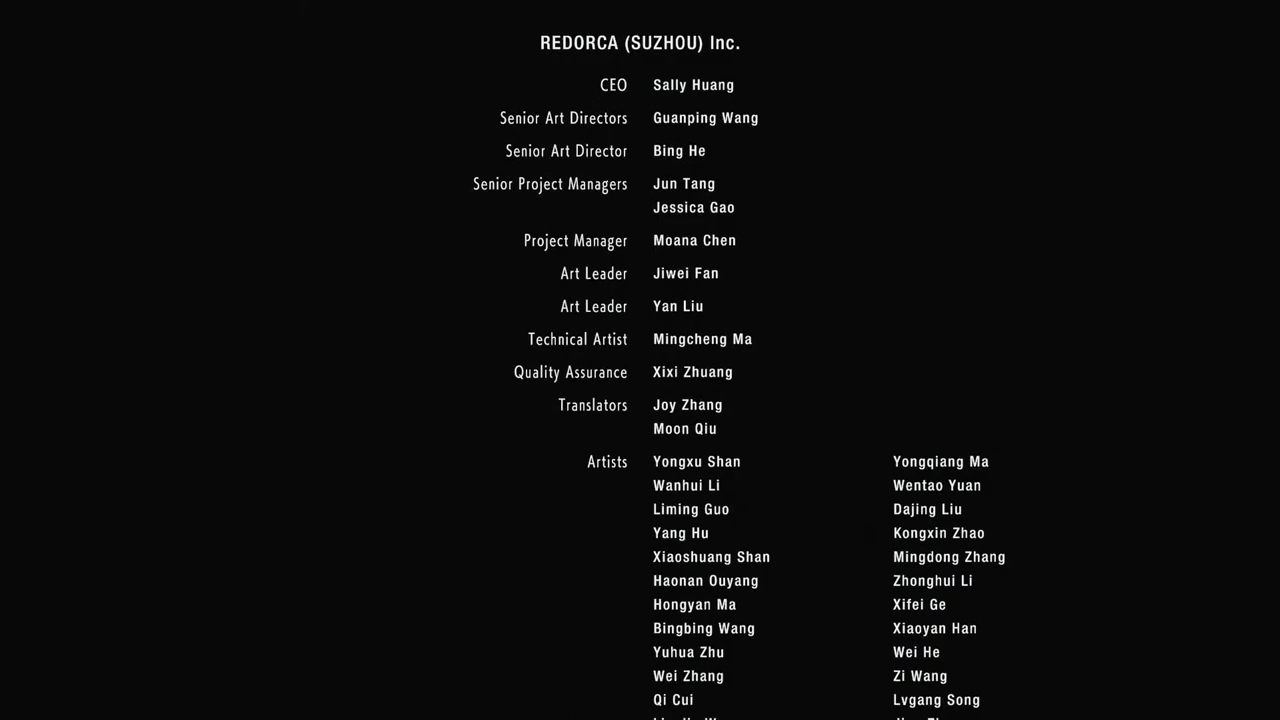 REDORCA (SUZHOU) Inc.
CEO Sally Huang
Senior Art Directors Guanping Wang
Senior Art Director Bing He
Senior Project Managers Jun Tang
Jessica Gao
Project Manager Moana Chen
Art Leader Jiwei Fan
Art Leader Yan Liu
Technical Artist Mingcheng Ma
Quality Assurance Xixi Zhuang
Translators Joy Zhang
Moon Qiu
Artists Yongxu Shan Yongqiang Ma
Wanhui Li Wentao Yuan
Liming Guo Dajing Liu
Yang Hu Kongxin Zhao
Xiaoshuang Shan Mingdong Zhang
Haonan Ouyang Zhonghui Li
Hongyan Ma Xifei Ge
Bingbing Wang Xiaoyan Han
Yuhua Zhu Wei He
Wei Zhang Zi Wang
Qi Cui Lvgang Song